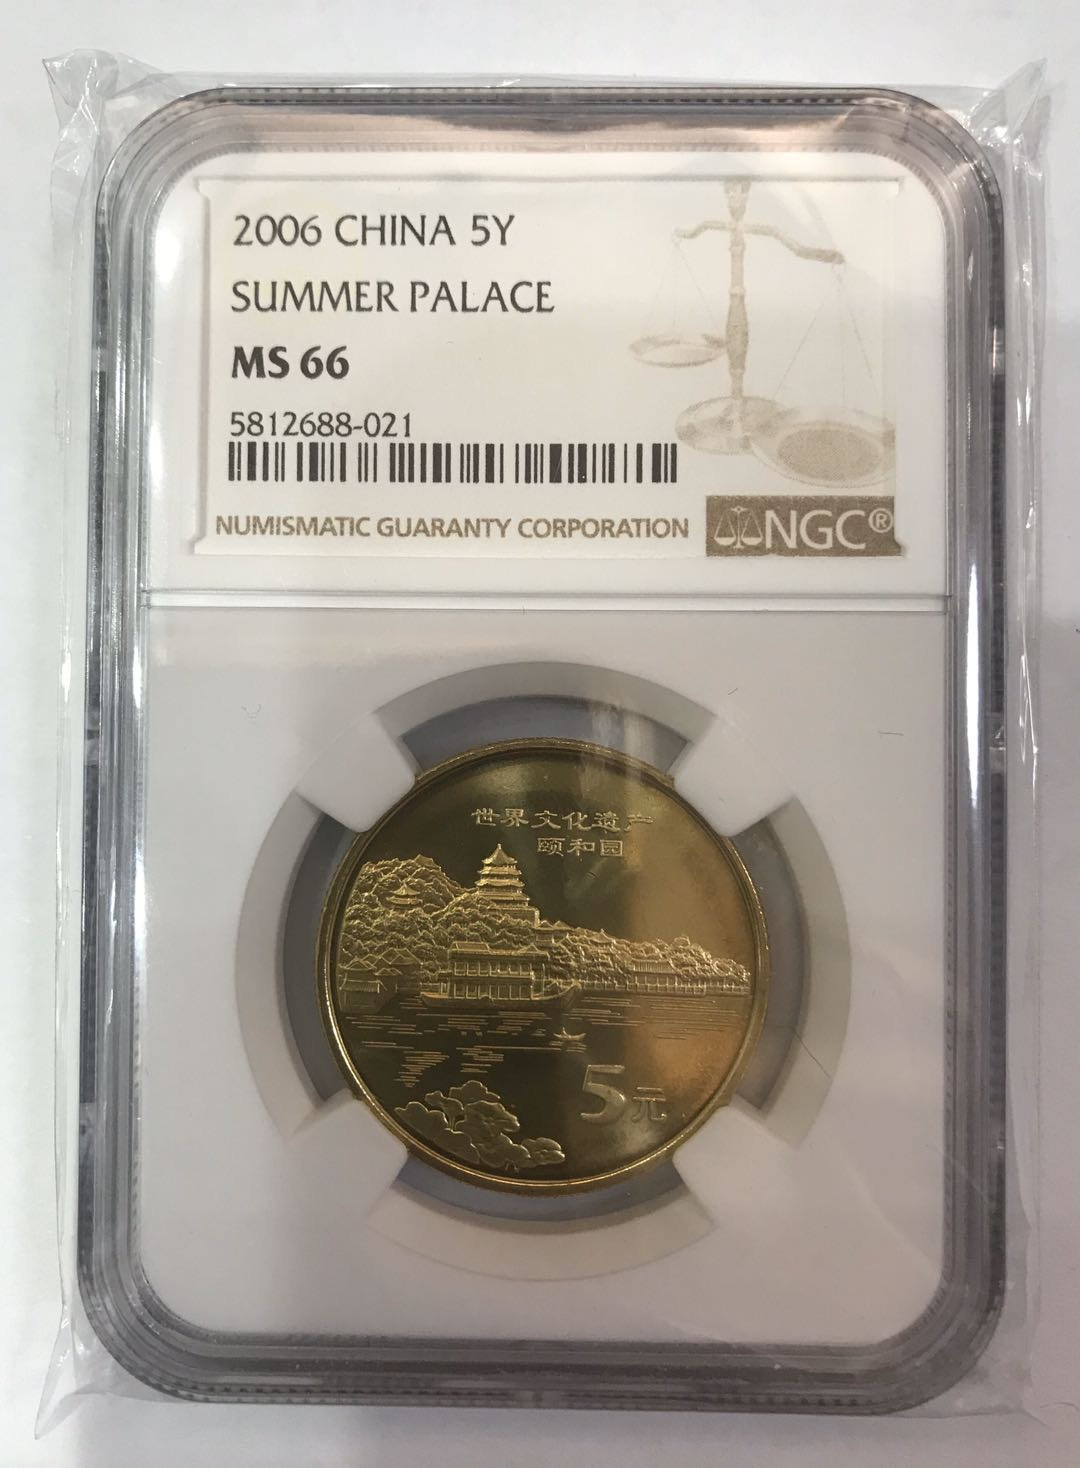 2006 CHINA 5Y
SUMMER PALACE
MS 66
5812688-021
NUMISMATIC GUARANTY CORPORATION
NGC®
世界文化遗产
颐和园
5元